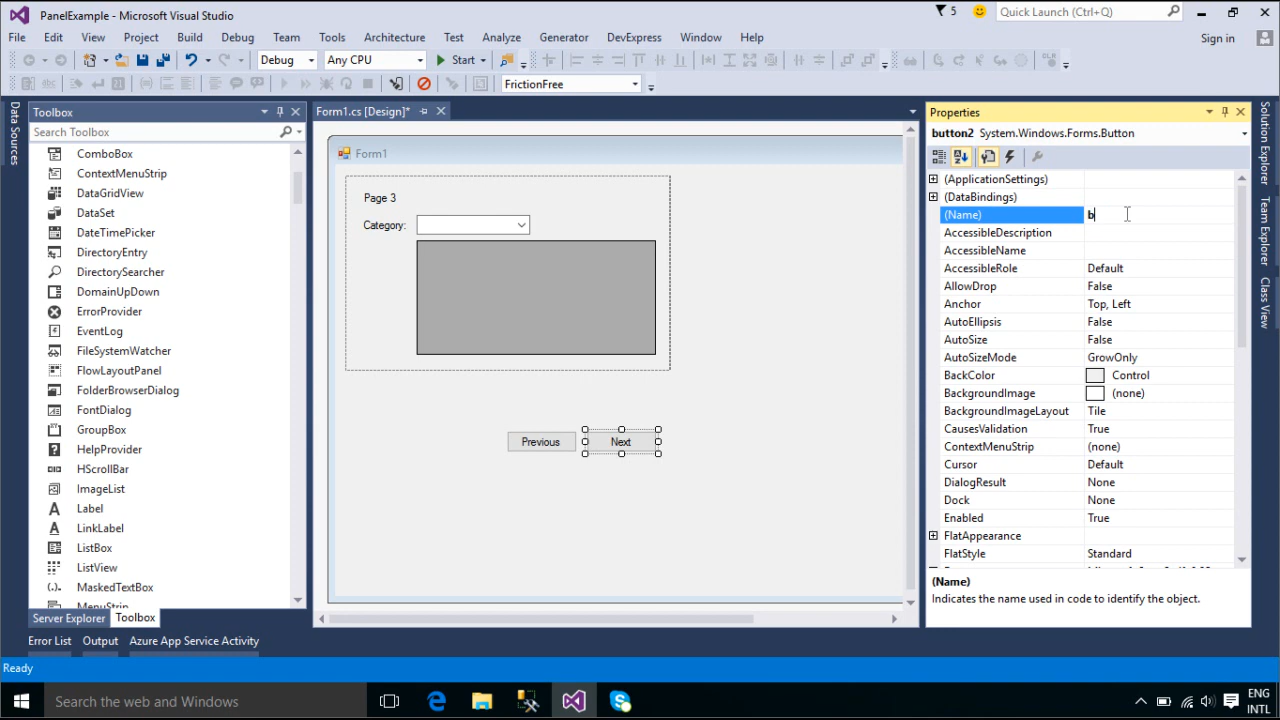 PanelExample - Microsoft Visual Studio
5
Quick Launch (Ctrl+Q)
File Edit View Project Build Debug Team Tools Architecture Test Analyze Generator DevExpress Window Help
Sign in
Debug Any CPU Start
FrictionFree
Data Sources
Toolbox
Search Toolbox
ComboBox
ContextMenuStrip
DataGridView
DataSet
DateTimePicker
DirectoryEntry
DirectorySearcher
DomainUpDown
ErrorProvider
EventLog
FileSystemWatcher
FlowLayoutPanel
FolderBrowserDialog
FontDialog
GroupBox
HelpProvider
HScrollBar
ImageList
Label
LinkLabel
ListBox
ListView
MaskedTextBox
MenuStrip
Server Explorer Toolbox
Form1.cs [Design]*
Form1
Page 3
Category:
Previous Next
Properties
button2 System.Windows.Forms.Button
(ApplicationSettings)
(DataBindings)
(Name) b
AccessibleDescription
AccessibleName
AccessibleRole Default
AllowDrop False
Anchor Top, Left
AutoEllipsis False
AutoSize False
AutoSizeMode GrowOnly
BackColor Control
BackgroundImage (none)
BackgroundImageLayout Tile
CausesValidation True
ContextMenuStrip (none)
Cursor Default
DialogResult None
Dock None
Enabled True
FlatAppearance
FlatStyle Standard
(Name)
Indicates the name used in code to identify the object.
Solution Explorer
Team Explorer
Class View
Error List Output Azure App Service Activity
Ready
Search the web and Windows
ENG
INTL